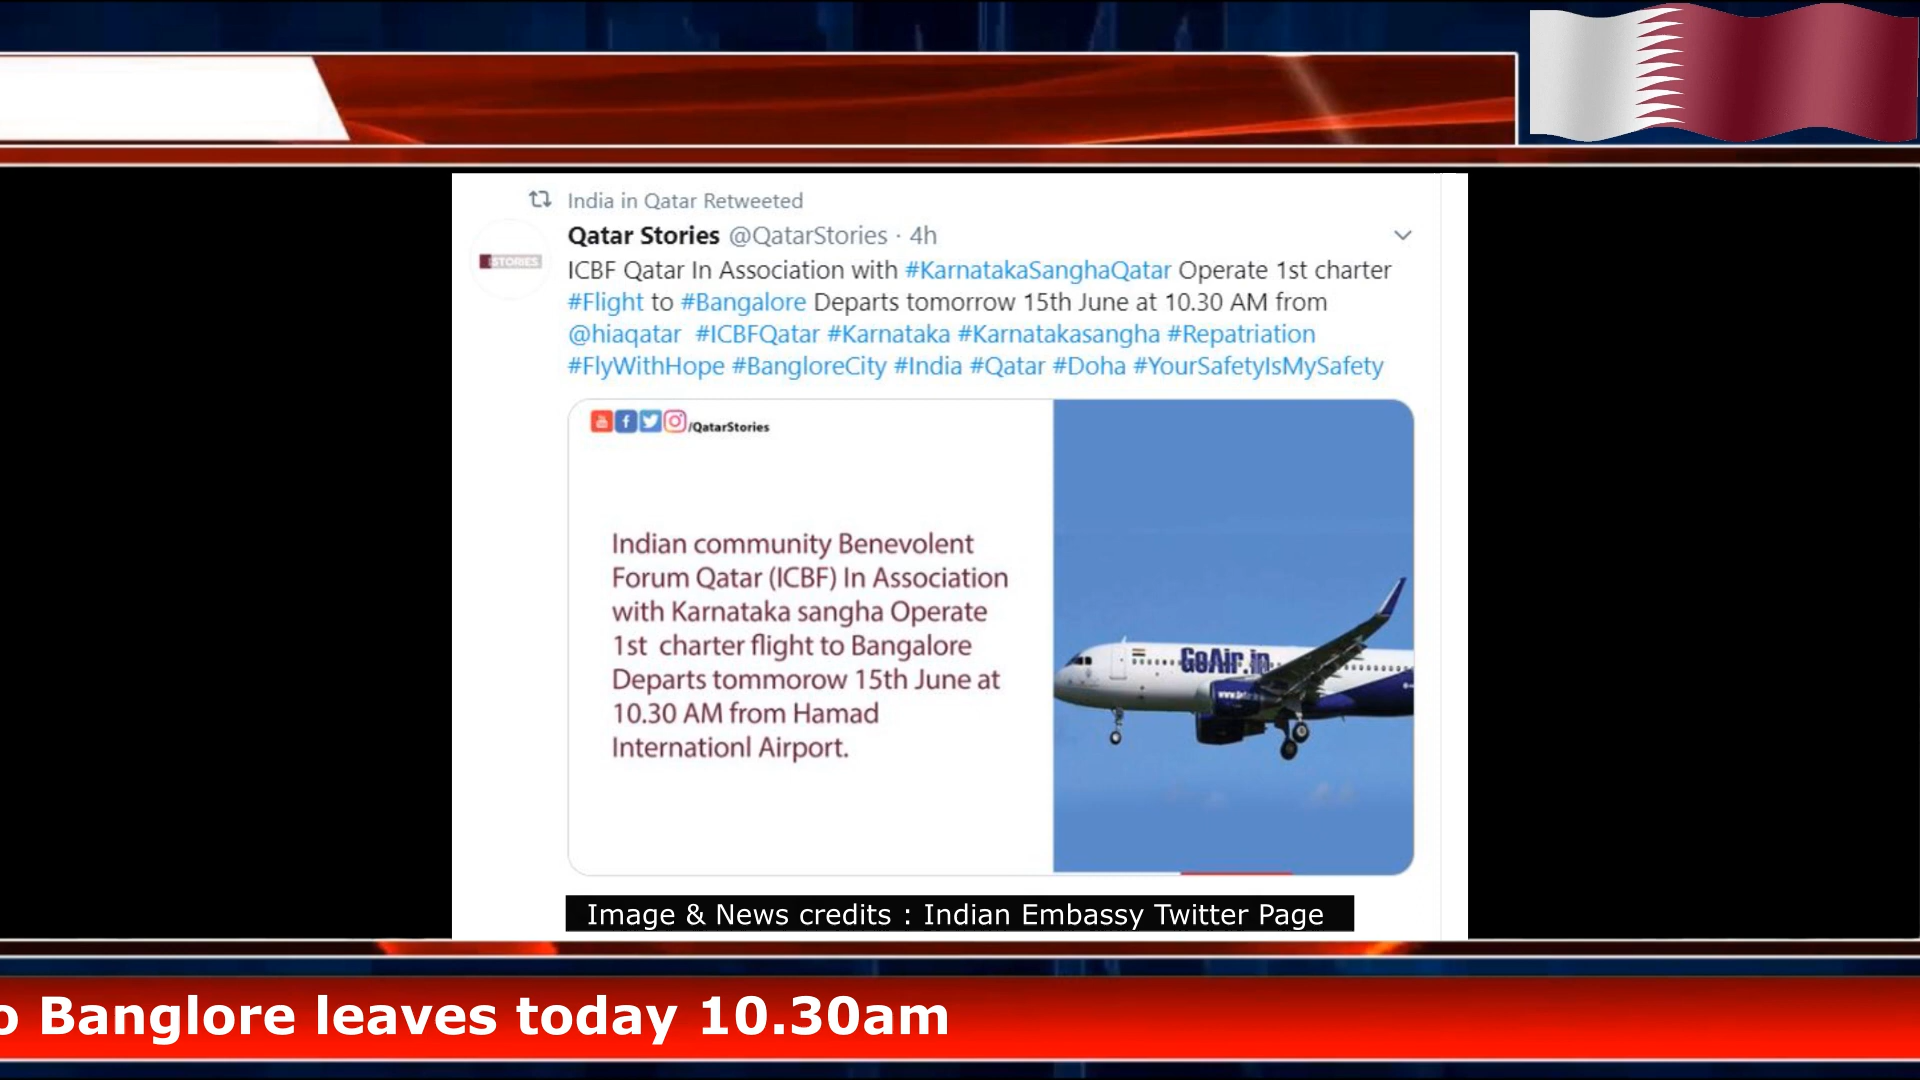 India in Qatar Retweeted
Qatar Stories @QatarStories · 4h
STORIES
ICBF Qatar In Association with #KarnatakaSanghaQatar Operate 1st charter
#Flight to #Bangalore Departs tomorrow 15th June at 10.30 AM from
@hiaqatar #ICBFQatar #Karnataka #Karnatakasangha #Repatriation
#FlyWithHope #BangloreCity #India #Qatar #Doha #YourSafetyIsMySafety
/QatarStories
Indian community Benevolent
Forum Qatar (ICBF) In Association
with Karnataka sangha Operate
1st charter flight to Bangalore
Departs tommorow 15th June at
10.30 AM from Hamad
Internationl Airport.
GoAir.in
Image & News credits : Indian Embassy Twitter Page
o Banglore leaves today 10.30am